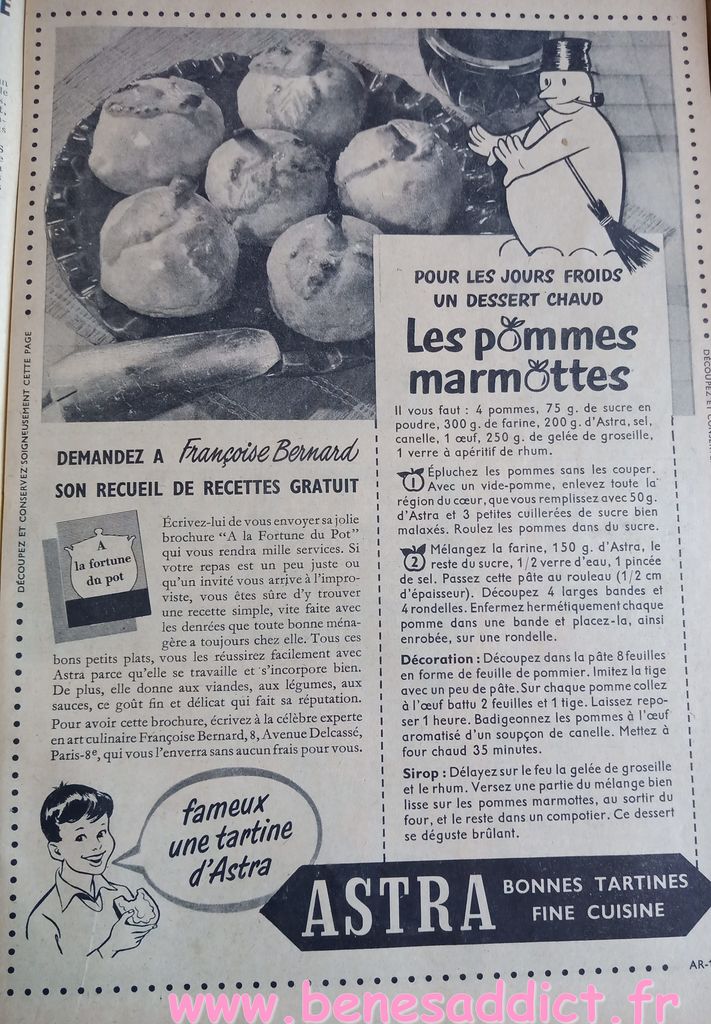 POUR LES JOURS FROIDS
UN DESSERT CHAUD
Les pommes
marmottes
Il vous faut : 4 pommes, 75 g. de sucre en
poudre, 300 g. de farine, 200 g. d'Astra, sel,
canelle, 1 œuf, 250 g. de gelée de groseille,
1 verre à apéritif de rhum.
1 Épluchez les pommes sans les couper.
Avec un vide-pomme, enlevez toute la
région du cœur, que vous remplissez avec 50 g.
d'Astra et 3 petites cuillerées de sucre bien
malaxés. Roulez les pommes dans du sucre.
2 Mélangez la farine, 150 g. d'Astra, le
reste du sucre, 1/2 verre d'eau, 1 pincée
de sel. Passez cette pâte au rouleau (1/2 cm
d'épaisseur). Découpez 4 larges bandes et
4 rondelles. Enfermez hermétiquement chaque
pomme dans une bande et placez-la, ainsi
enrobée, sur une rondelle.
Décoration : Découpez dans la pâte 8 feuilles
en forme de feuille de pommier. Imitez la tige
avec un peu de pâte. Sur chaque pomme collez
à l'œuf battu 2 feuilles et 1 tige. Laissez repo-
ser 1 heure. Badigeonnez les pommes à l'œuf
aromatisé d'un soupçon de canelle. Mettez à
four chaud 35 minutes.
Sirop : Délayez sur le feu la gelée de groseille
et le rhum. Versez une partie du mélange bien
lisse sur les pommes marmottes, au sortir du
four, et le reste dans un compotier. Ce dessert
se déguste brûlant.
DEMANDEZ A Françoise Bernard
SON RECUEIL DE RECETTES GRATUIT
A
la fortune
du pot
Écrivez-lui de vous envoyer sa jolie
brochure "A la Fortune du Pot"
qui vous rendra mille services. Si
votre repas est un peu juste ou
qu'un invité vous arrive à l'impro-
viste, vous êtes sûre d'y trouver
une recette simple, vite faite avec
les denrées que toute bonne ména-
gère a toujours chez elle. Tous ces
bons petits plats, vous les réussirez facilement avec
Astra parce qu'elle se travaille et s'incorpore bien.
De plus, elle donne aux viandes, aux légumes, aux
sauces, ce goût fin et délicat qui fait sa réputation.
Pour avoir cette brochure, écrivez à la célèbre experte
en art culinaire Françoise Bernard, 8, Avenue Delcassé,
Paris-8e, qui vous l'enverra sans aucun frais pour vous.
fameux
une tartine
d'Astra
ASTRA
BONNES TARTINES
FINE CUISINE
DÉCOUPEZ ET CONSERVEZ SOIGNEUSEMENT CETTE PAGE
DÉCOUPEZ ET
www.benesaddict.fr